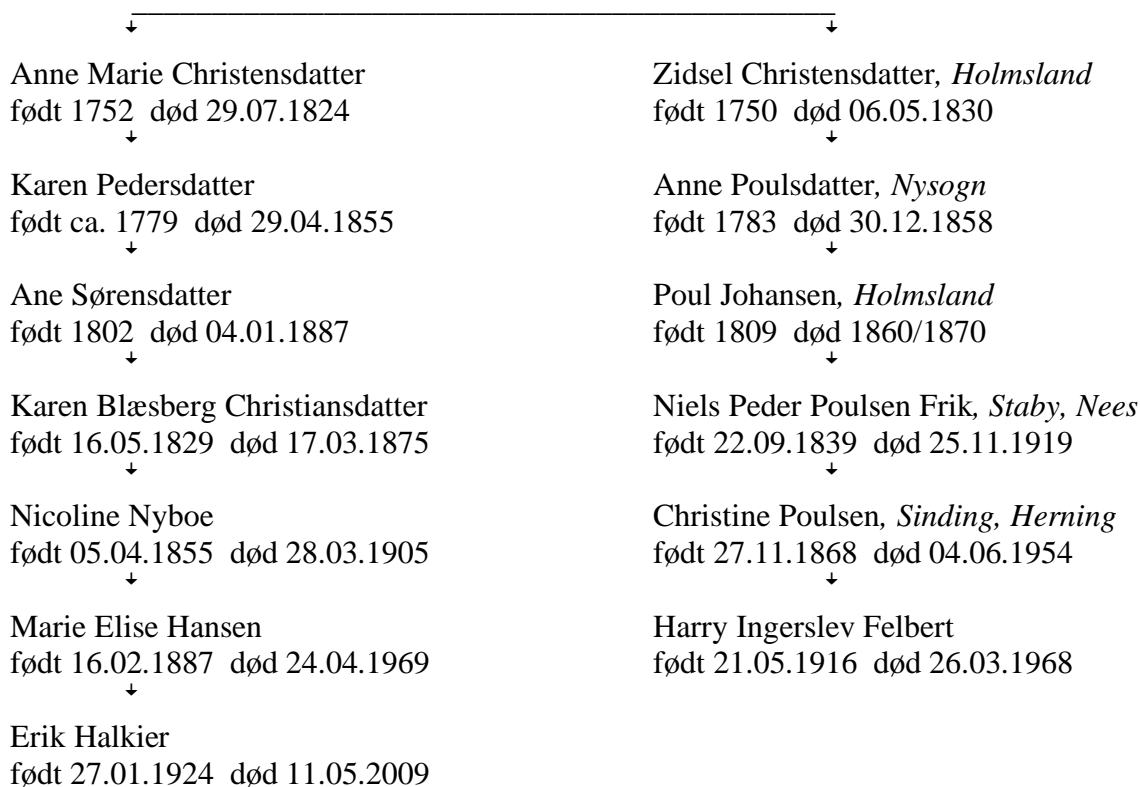 Anne Marie Christensdatter
født 1752 død 29.07.1824
Karen Pedersdatter
født ca. 1779 død 29.04.1855
Ane Sørensdatter
født 1802 død 04.01.1887
Karen Blæsberg Christiansdatter
født 16.05.1829 død 17.03.1875
Nicoline Nyboe
født 05.04.1855 død 28.03.1905
Marie Elise Hansen
født 16.02.1887 død 24.04.1969
Erik Halkier
født 27.01.1924 død 11.05.2009
Zidsel Christensdatter, Holmsland
født 1750 død 06.05.1830
Anne Poulsdatter, Nysogn
født 1783 død 30.12.1858
Poul Johansen, Holmsland
født 1809 død 1860/1870
Niels Peder Poulsen Frik, Staby, Nees
født 22.09.1839 død 25.11.1919
Christine Poulsen, Sinding, Herning
født 27.11.1868 død 04.06.1954
Harry Ingerslev Felbert
født 21.05.1916 død 26.03.1968